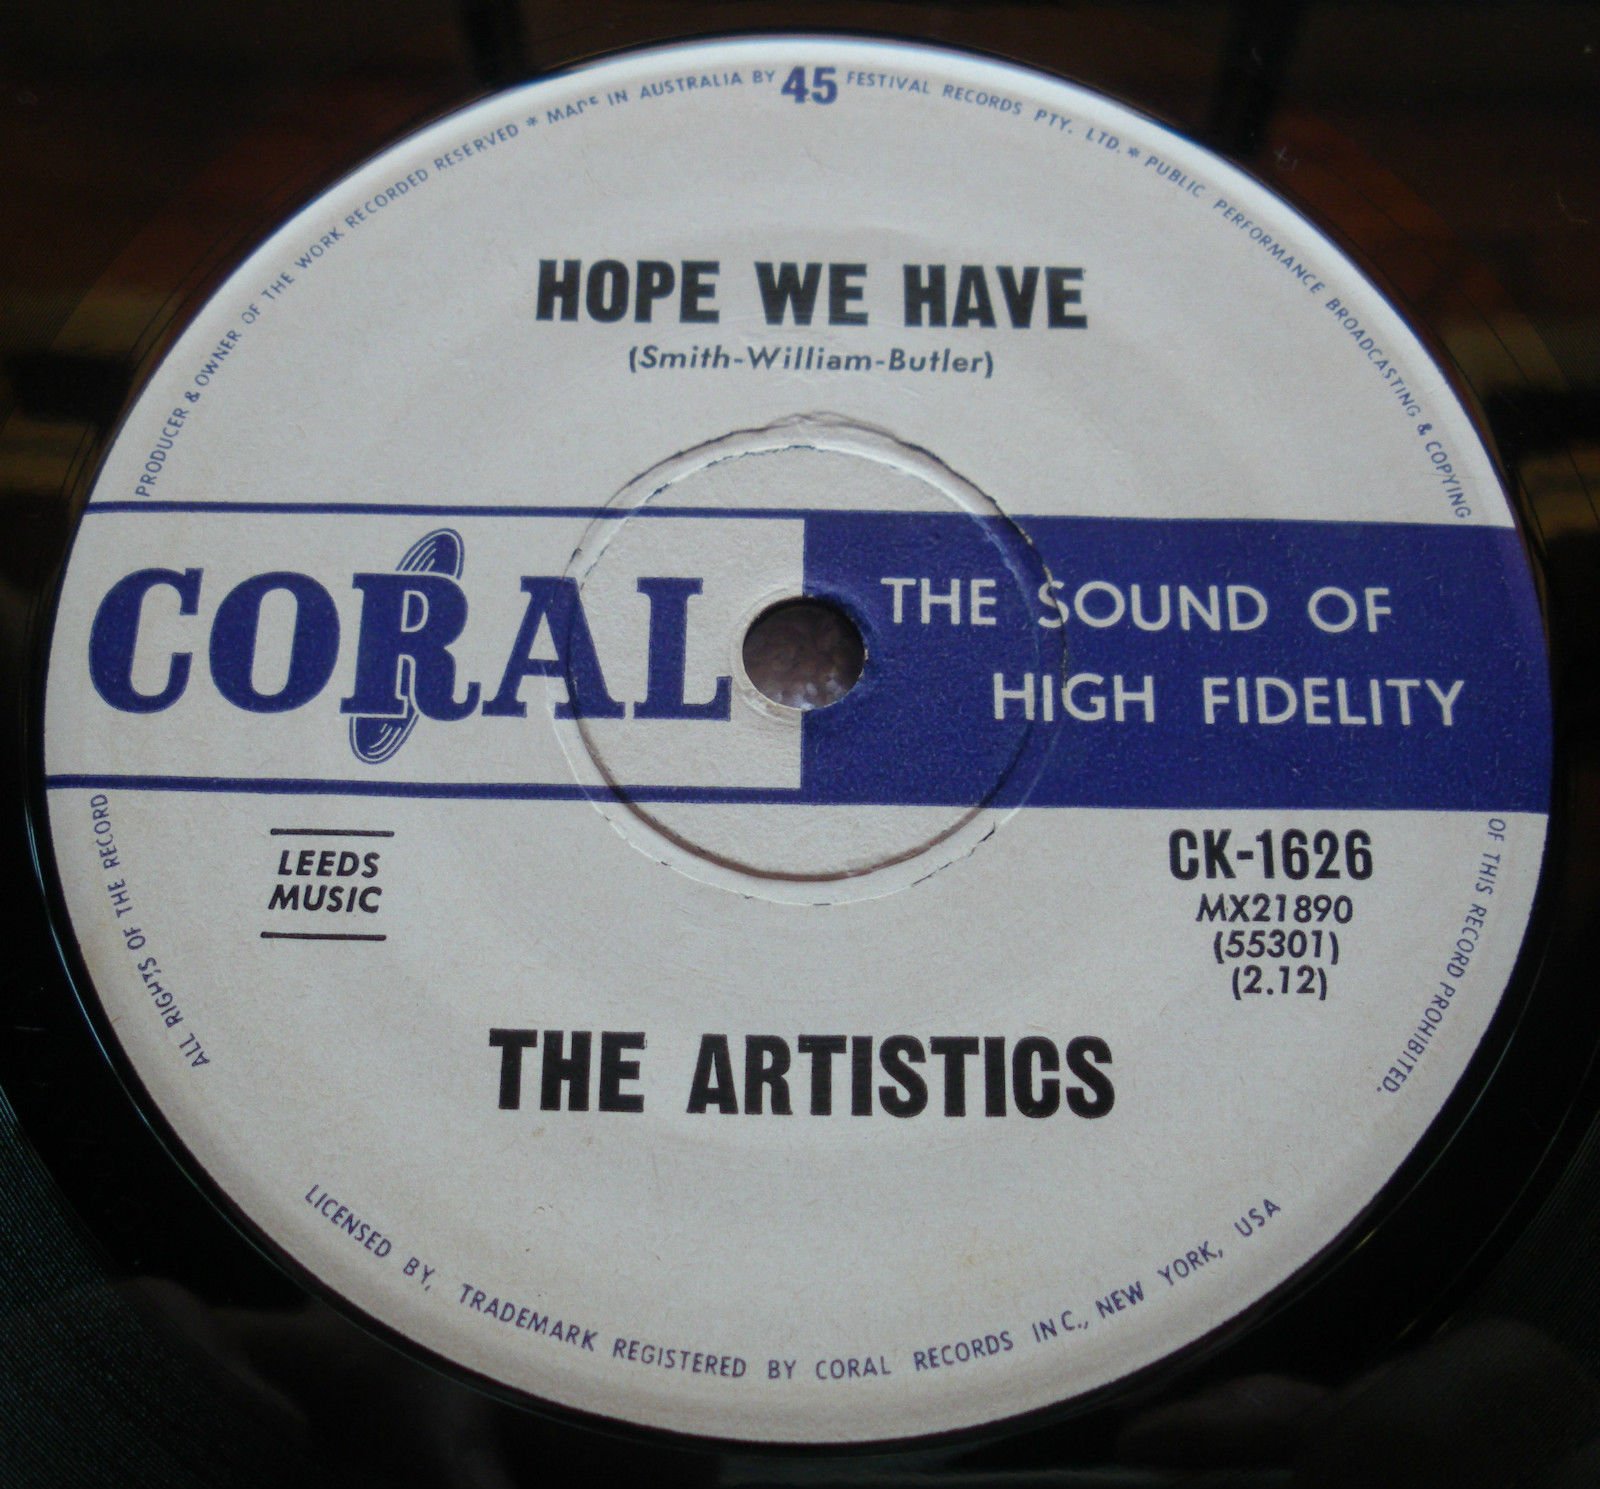 PRODUCER & OWNER OF THE WORK RECORDED RESERVED * MADE IN AUSTRALIA BY 45 FESTIVAL RECORDS PTY. LTD. * PUBLIC PERFORMANCE BROADCASTING & COPYING
HOPE WE HAVE
(Smith-William-Butler)
CORAL
THE SOUND OF
HIGH FIDELITY
ALL RIGHTS OF THE RECORD
LEEDS
MUSIC
CK-1626
MX21890
(55301)
(2.12)
OF THIS RECORD PROHIBITED.
THE ARTISTICS
LICENSED BY, TRADEMARK REGISTERED BY CORAL RECORDS INC., NEW YORK, USA